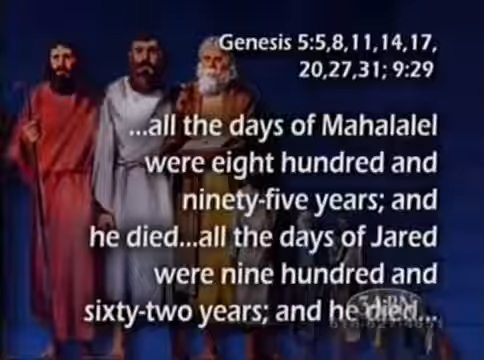 Genesis 5:5,8,11,14,17,
20,27,31; 9:29
...all the days of Mahalalel
were eight hundred and
ninety-five years; and
he died...all the days of Jared
were nine hundred and
sixty-two years; and he died...
3ABN